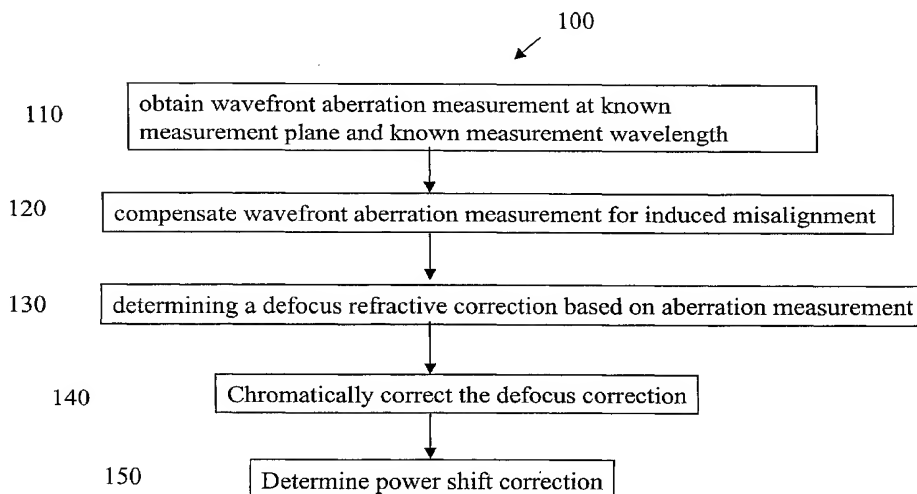 100
110
obtain wavefront aberration measurement at known
measurement plane and known measurement wavelength
120
compensate wavefront aberration measurement for induced misalignment
130
determining a defocus refractive correction based on aberration measurement
140
Chromatically correct the defocus correction
150
Determine power shift correction